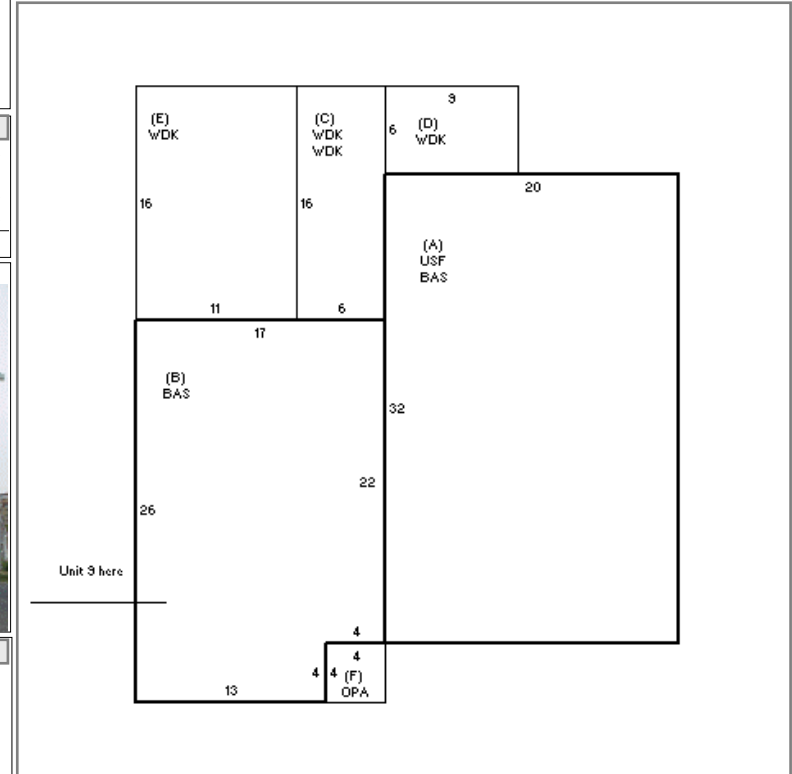 9
(E)
WDK
(C)
WDK
WDK
6
(D)
WDK
20
16
16
(A)
USF
BAS
11
6
17
(B)
BAS
32
22
26
Unit 9 here
4
4
4
4
(F)
OPA
13